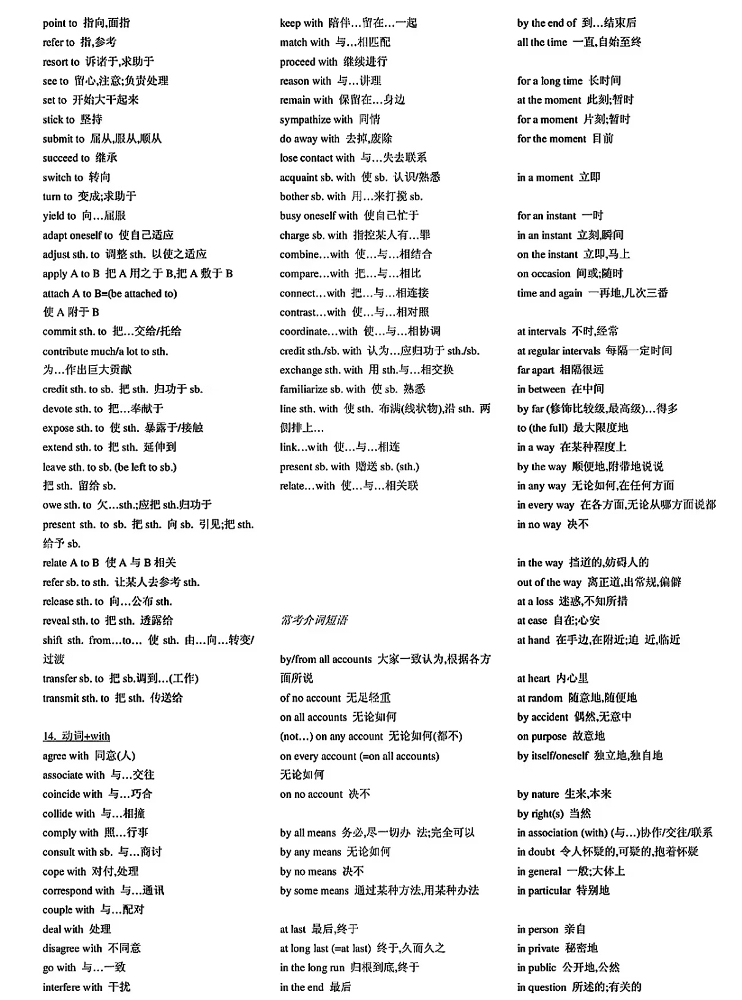 point to 指向,面指
refer to 指,参考
resort to 诉诸于,求助于
see to 留心,注意;负责处理
set to 开始大干起来
stick to 坚持
submit to 屈从,服从,顺从
succeed to 继承
switch to 转向
turn to 变成;求助于
yield to 向…屈服
adapt oneself to 使自己适应
adjust sth. to 调整 sth. 以使之适应
apply A to B 把 A 用之于 B,把 A 敷于 B
attach A to B=(be attached to)
使 A 附于 B
commit sth. to 把…交给/托给
contribute much/a lot to sth.
为…作出巨大贡献
credit sth. to sb. 把 sth. 归功于 sb.
devote sth. to 把…奉献于
expose sth. to 使 sth. 暴露于/接触
extend sth. to 把 sth. 延伸到
leave sth. to sb. (be left to sb.)
把 sth. 留给 sb.
owe sth. to 欠…sth.;应把 sth.归功于
present sth. to sb. 把 sth. 向 sb. 引见;把 sth.
给予 sb.
relate A to B 使 A 与 B 相关
refer sb. to sth. 让某人去参考 sth.
release sth. to 向…公布 sth.
reveal sth. to 把 sth. 透露给
shift sth. from…to… 使 sth. 由…向…转变/
过渡
transfer sb. to 把 sb.调到…(工作)
transmit sth. to 把 sth. 传送给
14. 动词+with
agree with 同意(人)
associate with 与…交往
coincide with 与…巧合
collide with 与…相撞
comply with 照…行事
consult with sb. 与…商讨
cope with 对付,处理
correspond with 与…通讯
couple with 与…配对
deal with 处理
disagree with 不同意
go with 与…一致
interfere with 干扰
keep with 陪伴…留在…一起
match with 与…相匹配
proceed with 继续进行
reason with 与…讲理
remain with 保留在…身边
sympathize with 同情
do away with 去掉,废除
lose contact with 与…失去联系
acquaint sb. with 使 sb. 认识/熟悉
bother sb. with 用…来打搅 sb.
busy oneself with 使自己忙于
charge sb. with 指控某人有…罪
combine…with 使…与…相结合
compare…with 把…与…相比
connect…with 把…与…相连接
contrast…with 使…与…相对照
coordinate…with 使…与…相协调
credit sth./sb. with 认为…应归功于 sth./sb.
exchange sth. with 用 sth.与…相交换
familiarize sb. with 使 sb. 熟悉
line sth. with 使 sth. 布满(线状物),沿 sth. 两
侧排上…
link…with 使…与…相连
present sb. with 赠送 sb. (sth.)
relate…with 使…与…相关联
常考介词短语
by/from all accounts 大家一致认为,根据各方
面所说
of no account 无足轻重
on all accounts 无论如何
(not…) on any account 无论如何(都不)
on every account (=on all accounts)
无论如何
on no account 决不
by all means 务必,尽一切办 法;完全可以
by any means 无论如何
by no means 决不
by some means 通过某种方法,用某种办法
at last 最后,终于
at long last (=at last) 终于,久而久之
in the long run 归根到底,终于
in the end 最后
by the end of 到…结束后
all the time 一直,自始至终
for a long time 长时间
at the moment 此刻;暂时
for a moment 片刻;暂时
for the moment 目前
in a moment 立即
for an instant 一时
in an instant 立刻,瞬间
on the instant 立即,马上
on occasion 间或;随时
time and again 一再地,几次三番
at intervals 不时,经常
at regular intervals 每隔一定时间
far apart 相隔很远
in between 在中间
by far (修饰比较级,最高级)…得多
to (the full) 最大限度地
in a way 在某种程度上
by the way 顺便地,附带地说说
in any way 无论如何,在任何方面
in every way 在各方面,无论从哪方面说都
in no way 决不
in the way 挡道的,妨碍人的
out of the way 离正道,出常规,偏僻
at a loss 迷惑,不知所措
at ease 自在;心安
at hand 在手边,在附近;迫 近,临近
at heart 内心里
at random 随意地,随便地
by accident 偶然,无意中
on purpose 故意地
by itself/oneself 独立地,独自地
by nature 生来,本来
by right(s) 当然
in association (with) (与…)协作/交往/联系
in doubt 令人怀疑的,可疑的,抱着怀疑
in general 一般;大体上
in particular 特别地
in person 亲自
in private 秘密地
in public 公开地,公然
in question 所述的;有关的